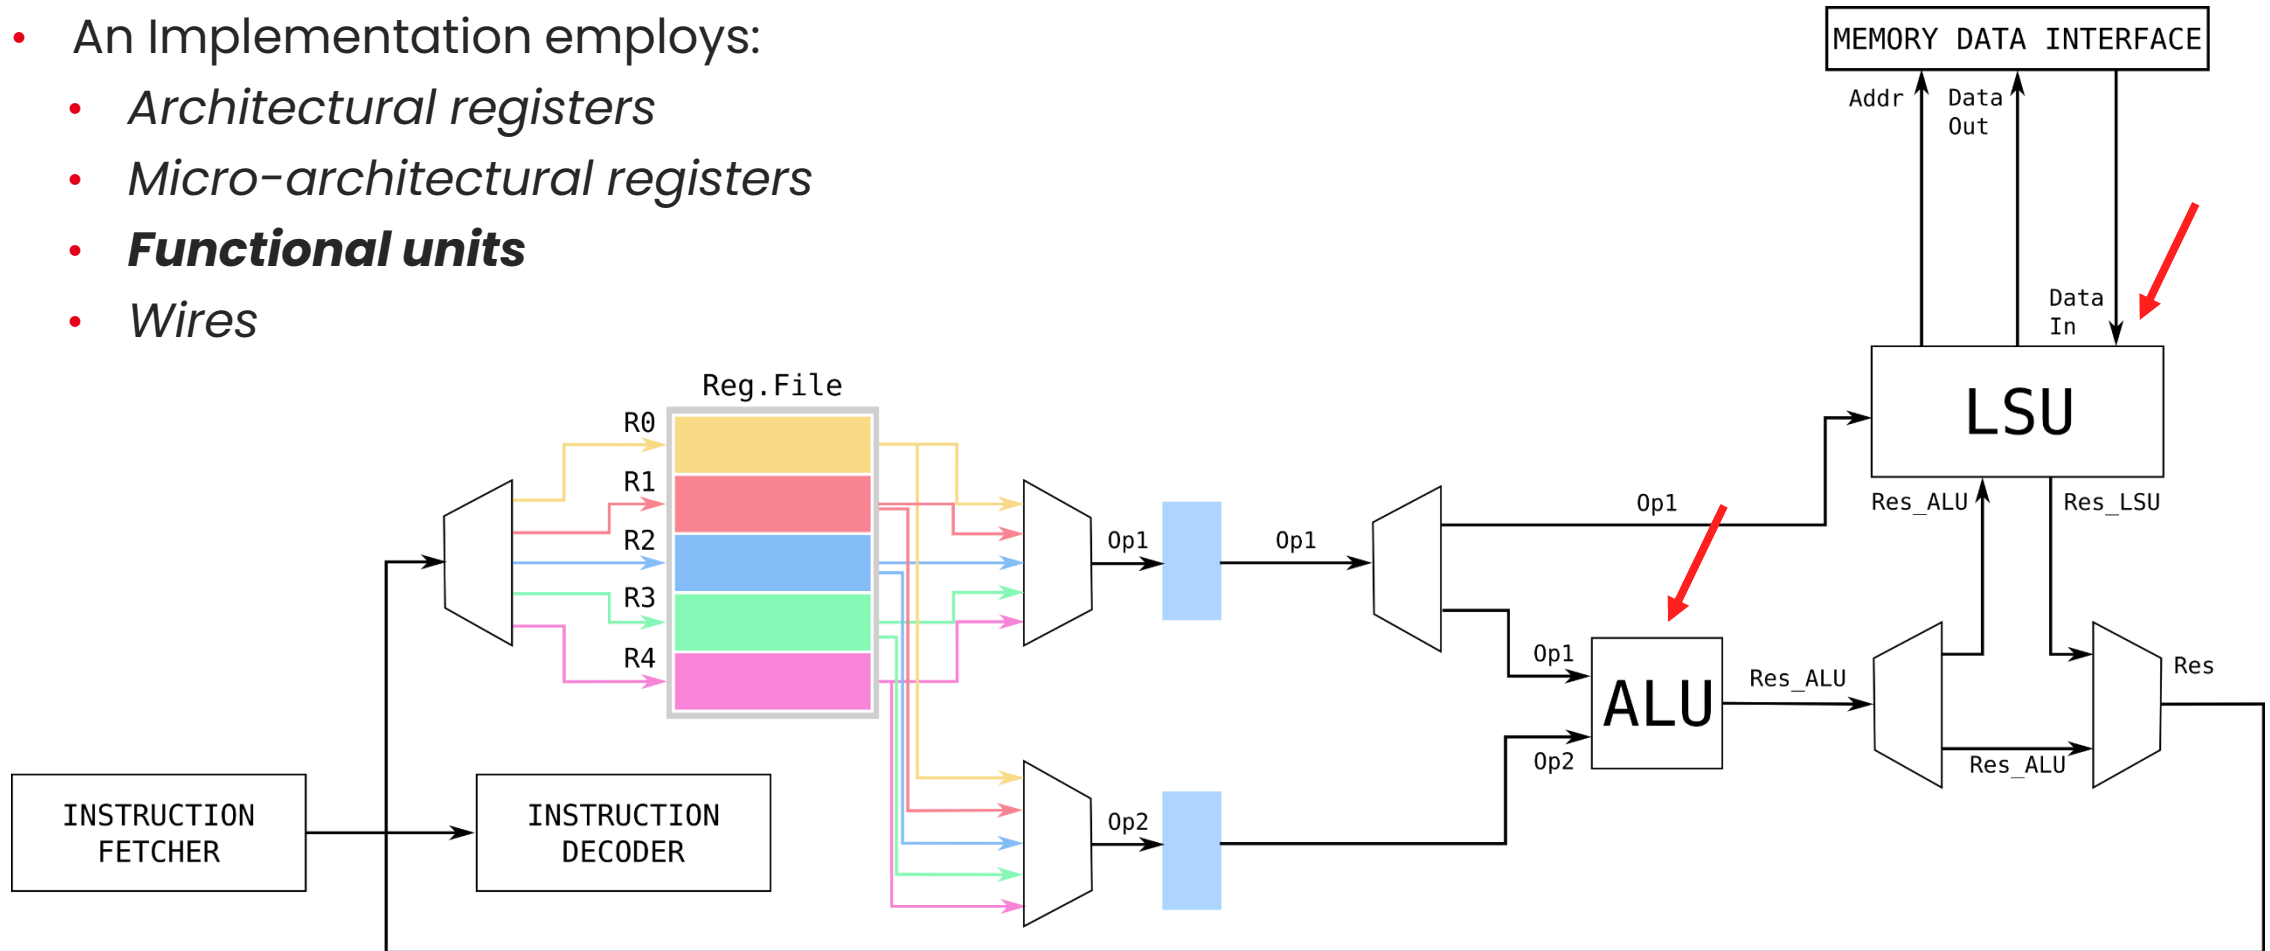 An Implementation employs:
Architectural registers
Micro-architectural registers
Functional units
Wires
MEMORY DATA INTERFACE
Addr
Data
Out
Data
In
LSU
Res_ALU
Res_LSU
Reg.File
R0
R1
R2
R3
R4
Op1
Op1
Op1
Op1
ALU
Op2
Res_ALU
Res_ALU
Res
Op2
INSTRUCTION
FETCHER
INSTRUCTION
DECODER